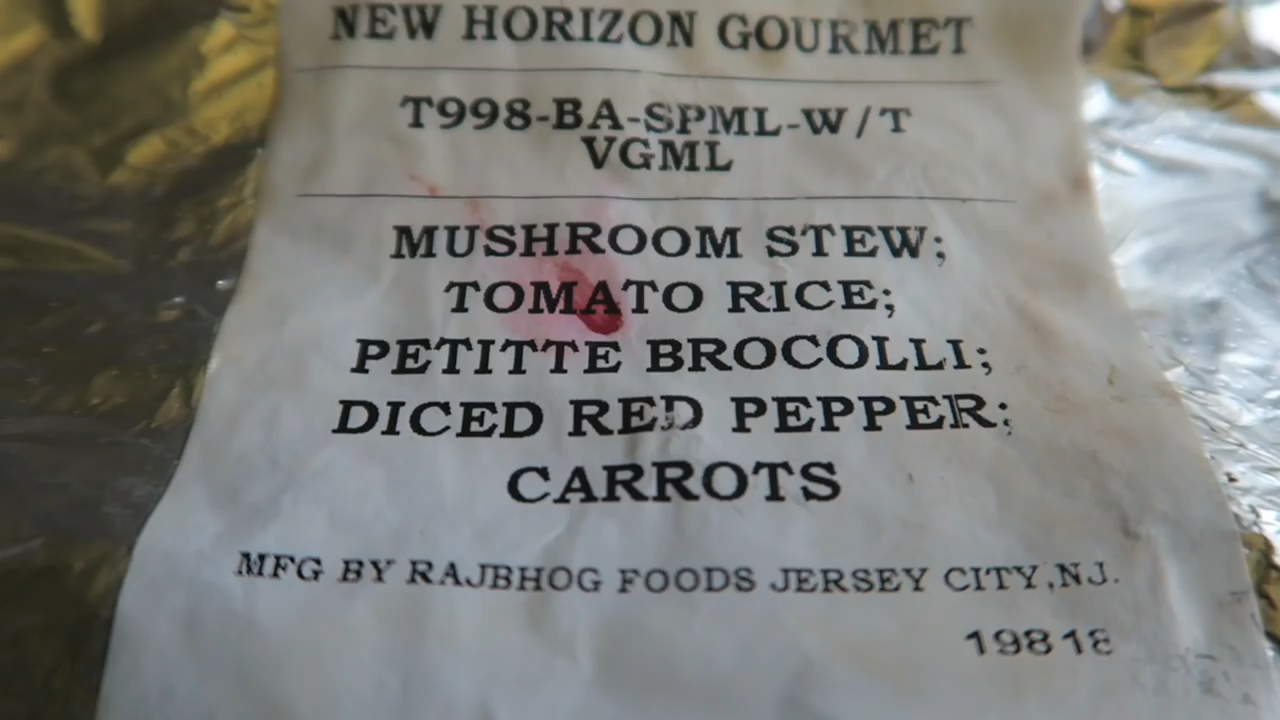 NEW HORIZON GOURMET
T998-BA-SPML-W/T
VGML
MUSHROOM STEW;
TOMATO RICE;
PETITTE BROCOLLI;
DICED RED PEPPER;
CARROTS
MFG BY RAJBHOG FOODS JERSEY CITY,NJ.
19818